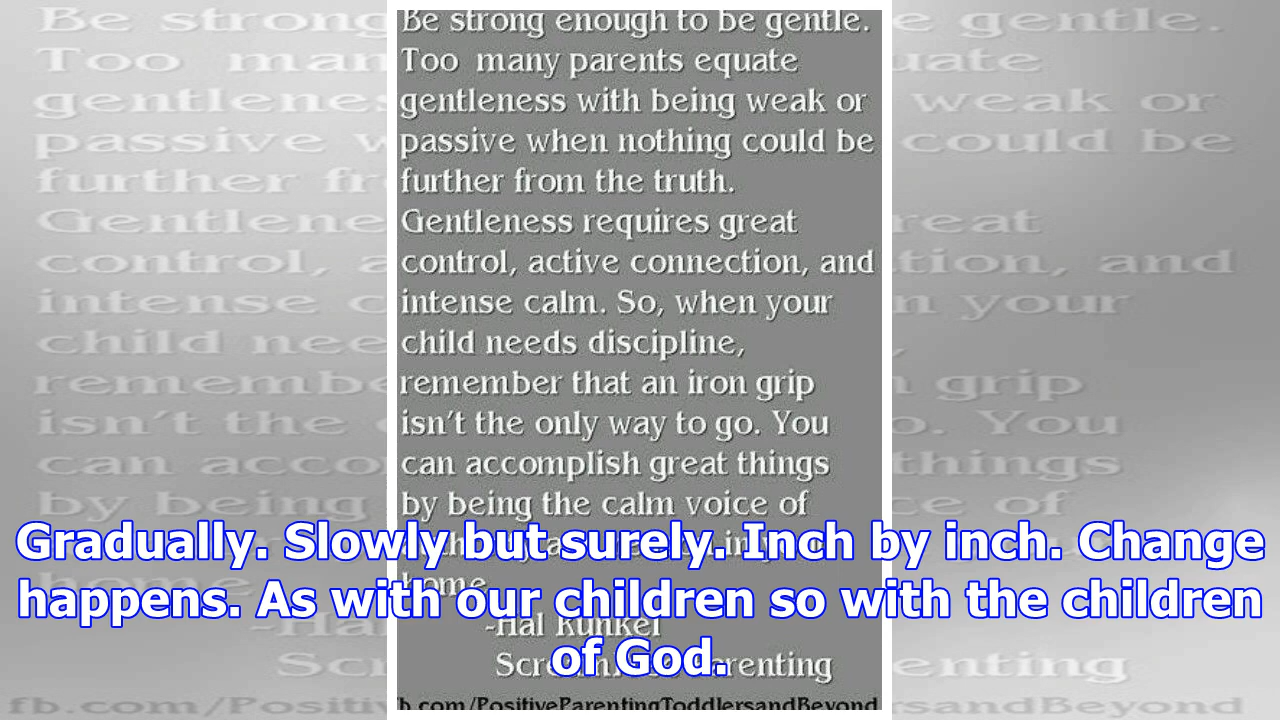 Be strong enough to be gentle.
Too many parents equate
gentleness with being weak or
passive when nothing could be
further from the truth.
Gentleness requires great
control, active connection, and
intense calm. So, when your
child needs discipline,
remember that an iron grip
isn't the only way to go. You
can accomplish great things
by being the calm voice of
home
-Hal Runkel
parenting
fb.com/PositiveParentingToddlersandBeyond
Gradually. Slowly but surely. Inch by inch. Change
happens. As with our children so with the children
of God.